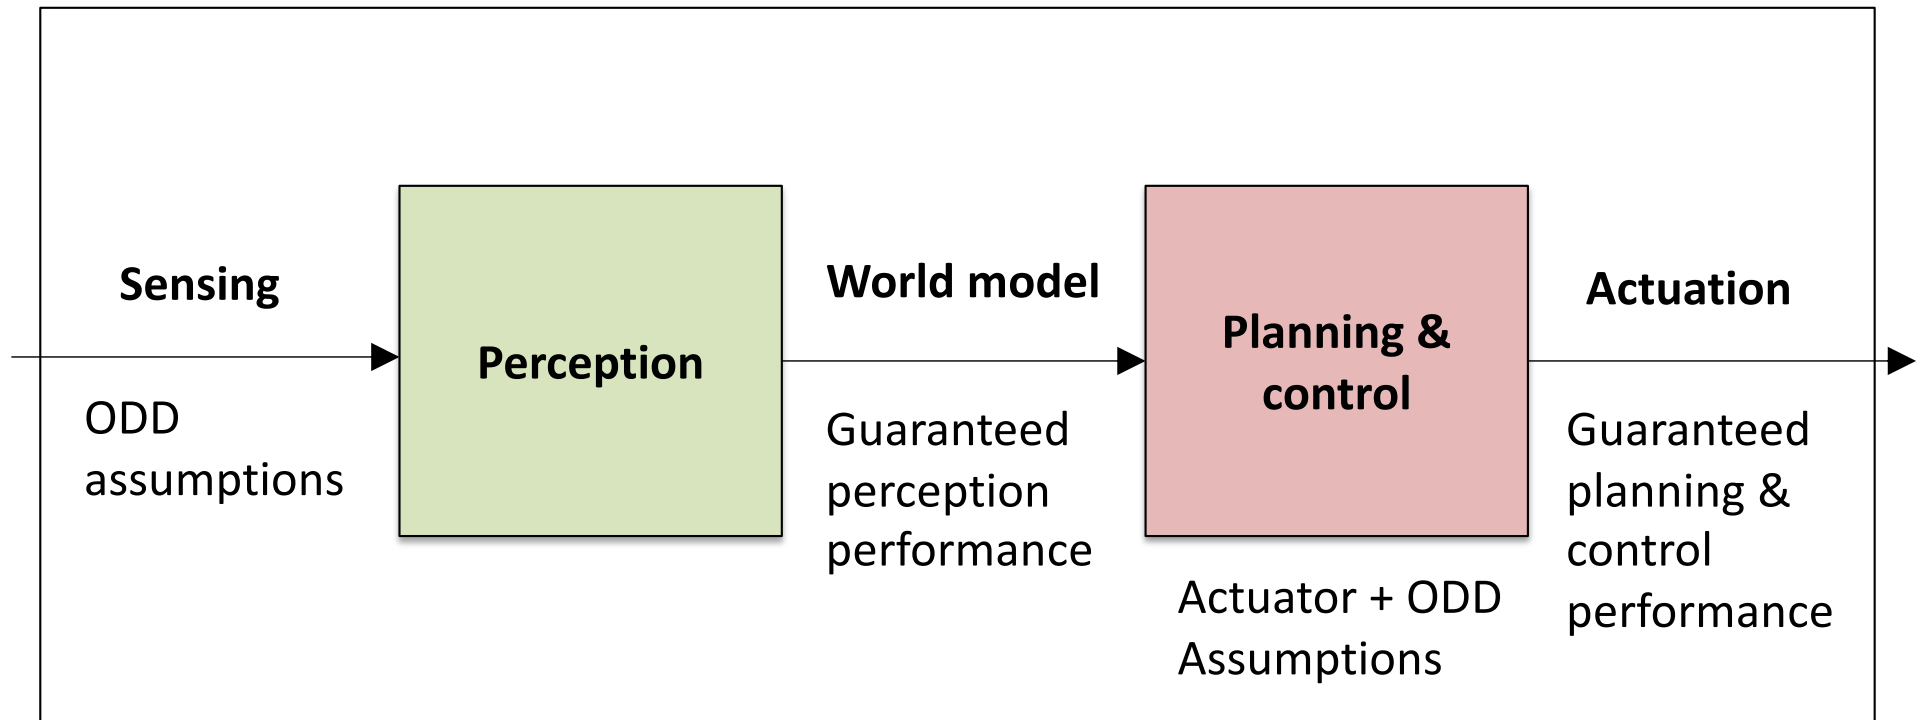 Sensing
ODD
assumptions
Perception
World model
Guaranteed
perception
performance
Planning &
control
Actuator + ODD
Assumptions
Actuation
Guaranteed
planning &
control
performance